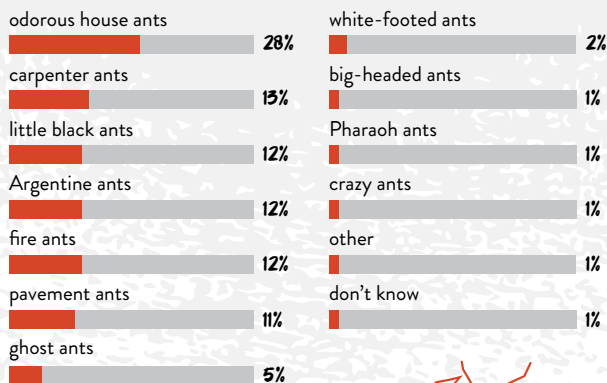 odorous house ants
28%
carpenter ants
13%
little black ants
12%
Argentine ants
12%
fire ants
12%
pavement ants
11%
ghost ants
5%
white-footed ants
2%
big-headed ants
1%
Pharaoh ants
1%
crazy ants
1%
other
1%
don't know
1%